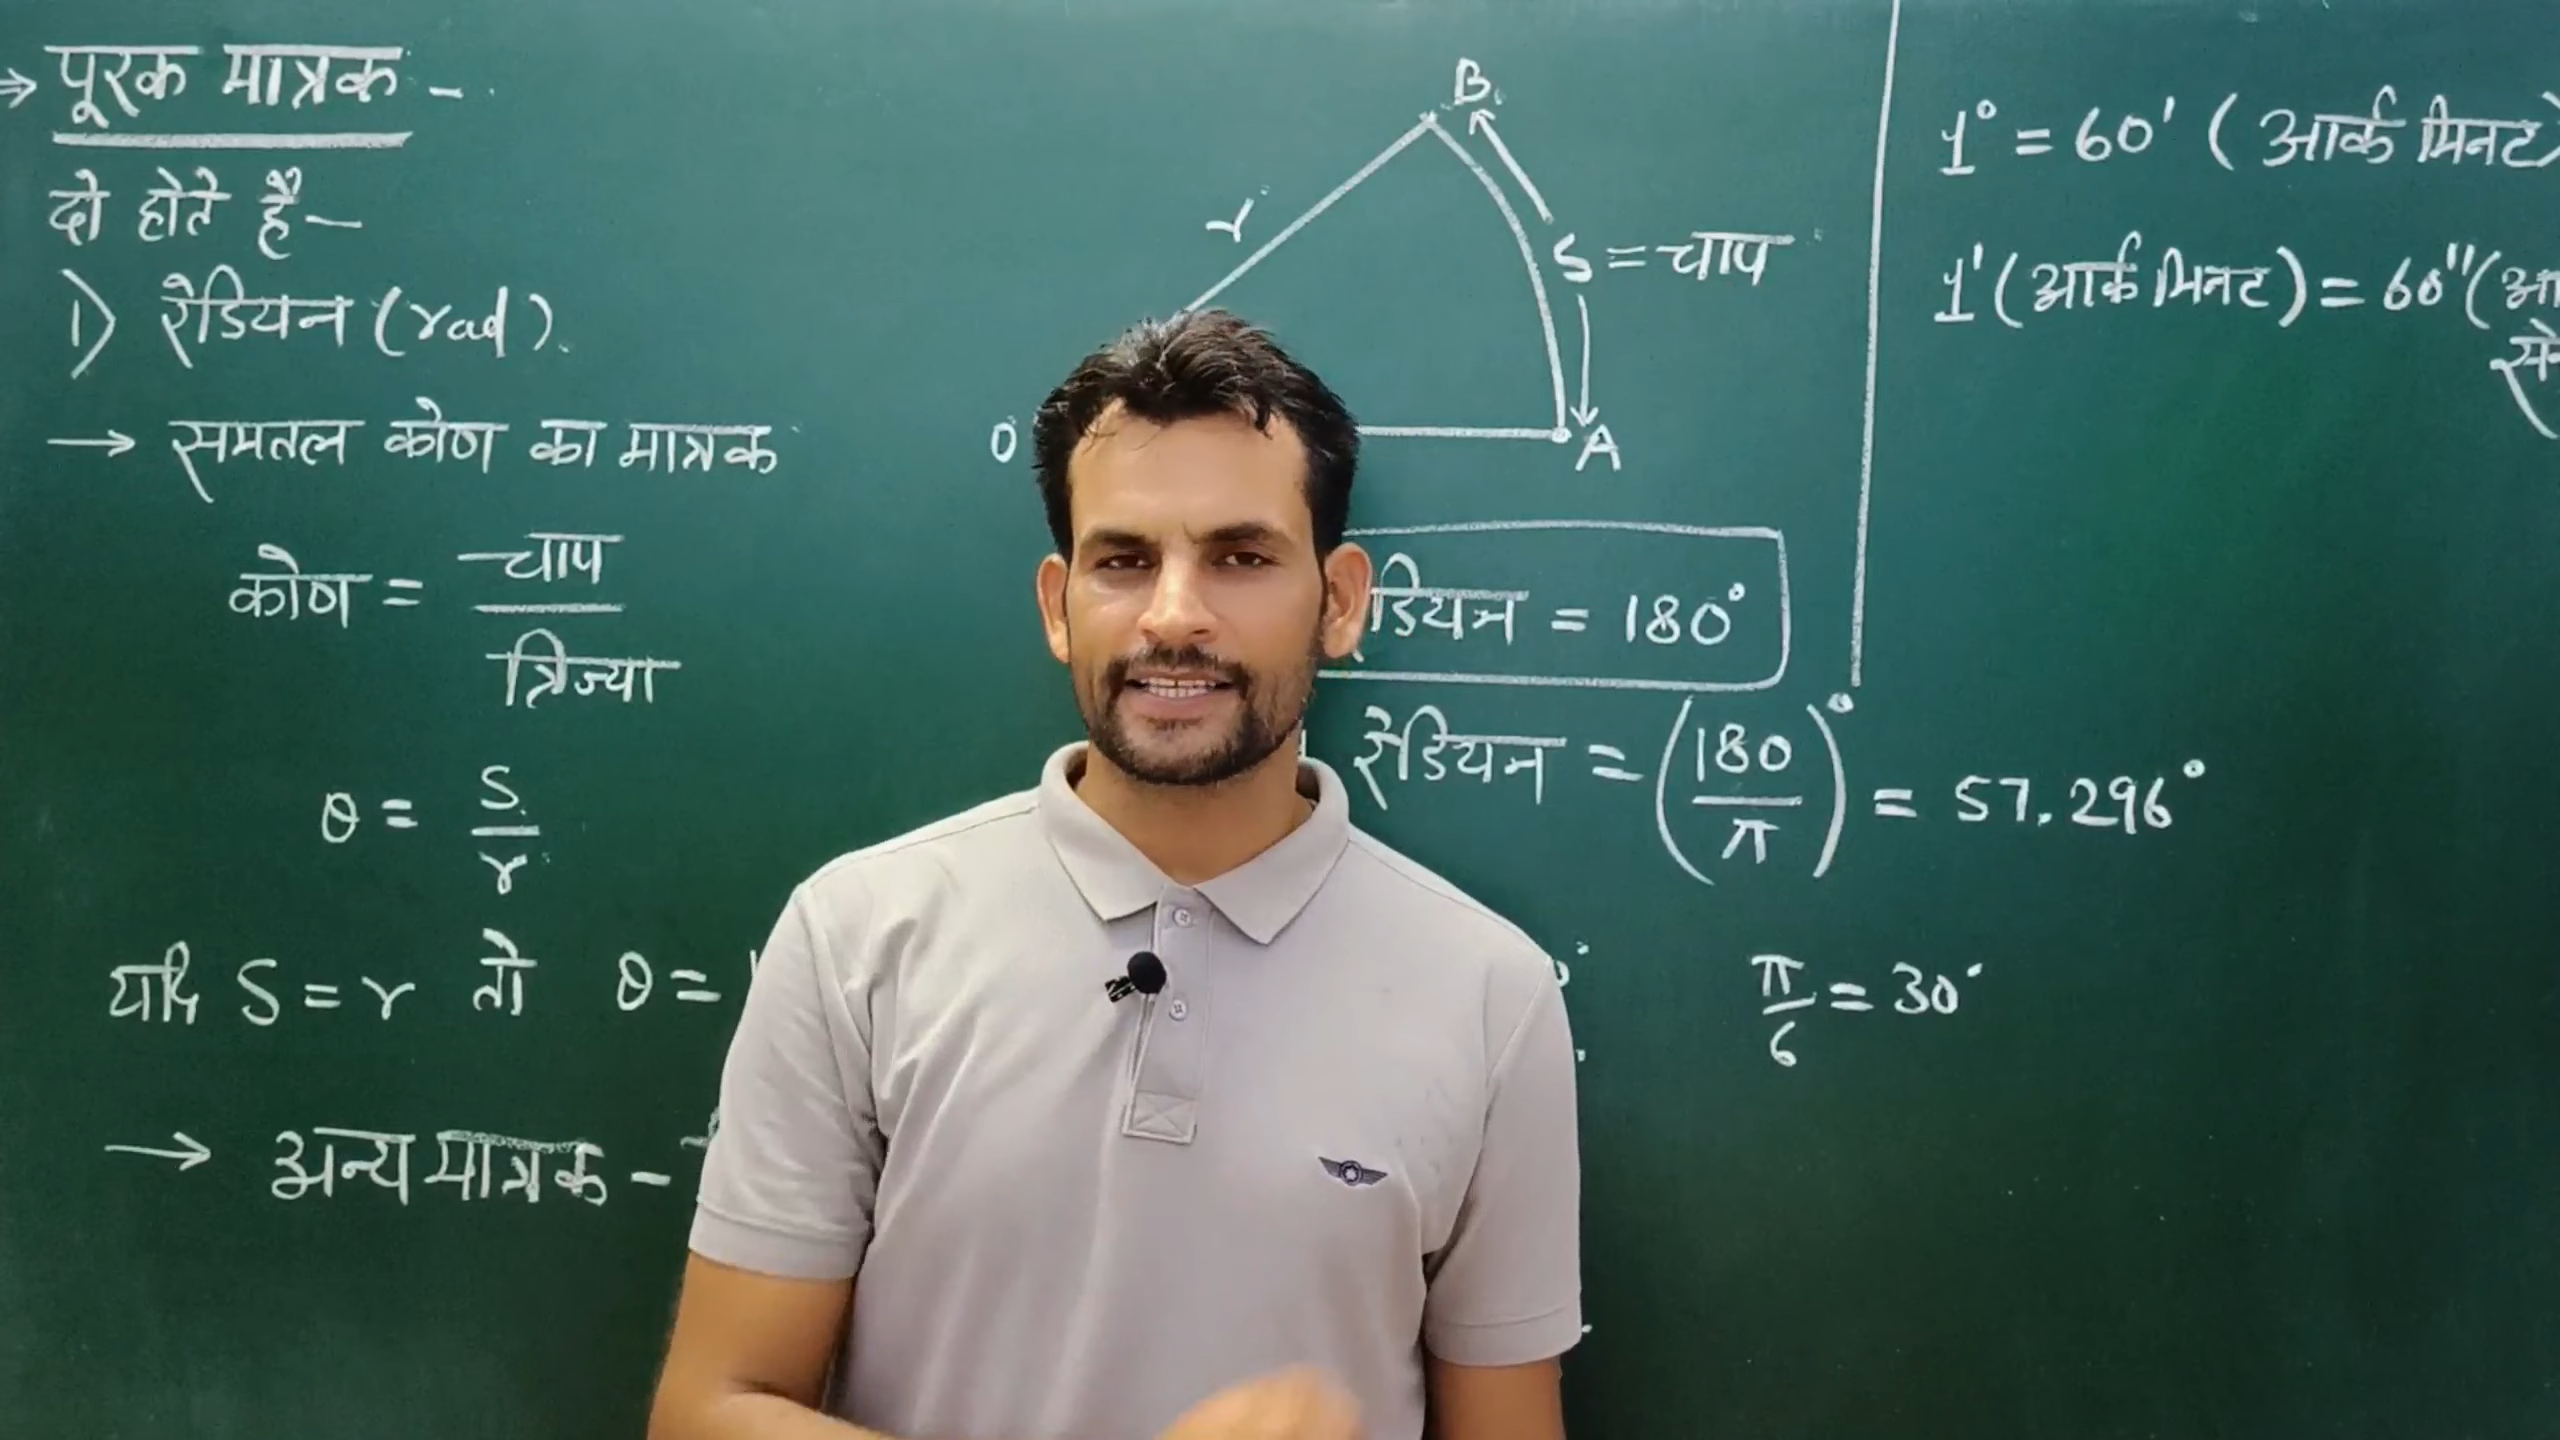 ⇒ पूरक मात्रक -
दो होते हैं-
1) रेडियन (rad).
→ समतल कोण का मात्रक
कोण = चाप / त्रिज्या
θ = S / r
यदि S = r तो θ =
→ अन्य मात्रक -
B
r
S = चाप
O
A
डियन = 180°
रेडियन = (180/π)° = 57.296°
π/6 = 30°
1° = 60' ( आर्क मिनट)
1' (आर्क मिनट) = 60" (